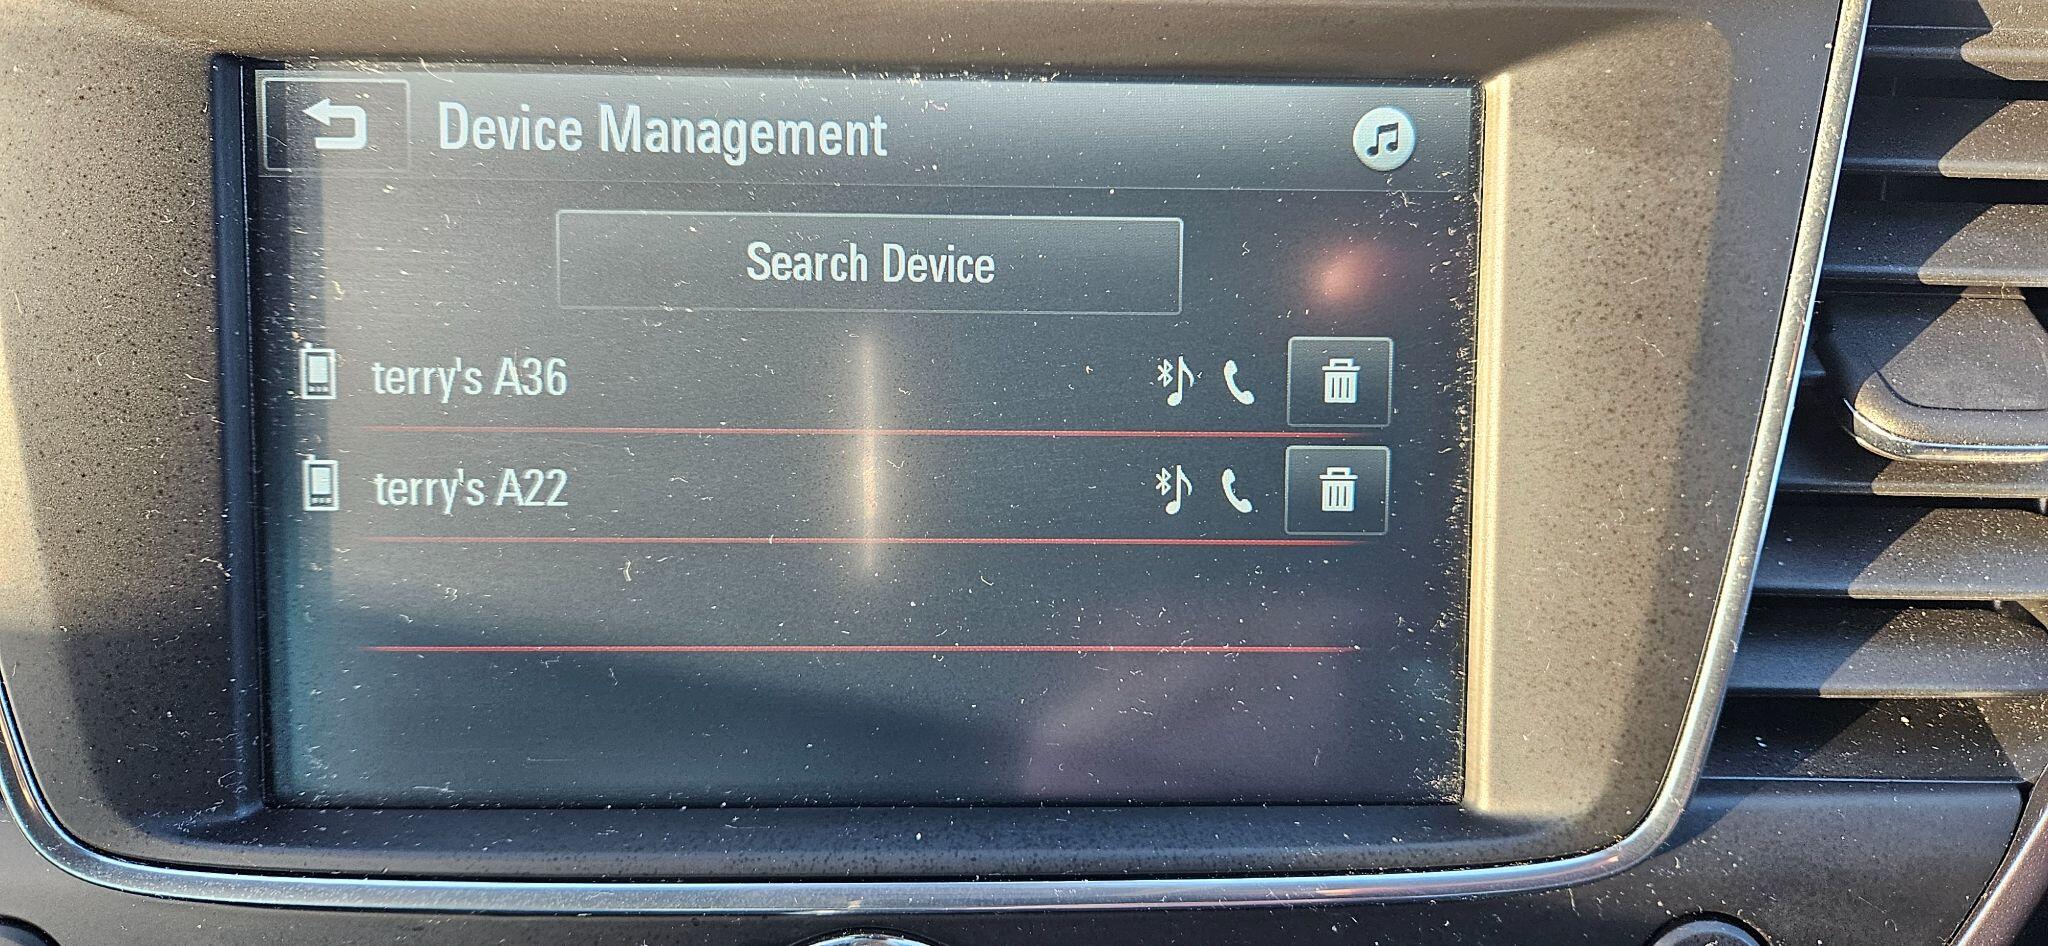 Device Management
Search Device
terry's A36
terry's A22